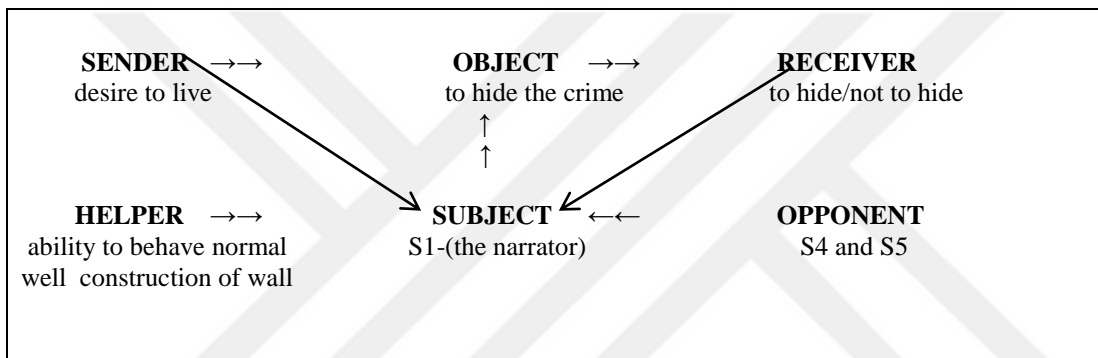 SENDER →→ OBJECT →→ RECEIVER
desire to live to hide the crime to hide/not to hide
↑
↑
HELPER →→ SUBJECT ←← OPPONENT
ability to behave normal S1-(the narrator) S4 and S5
well construction of wall